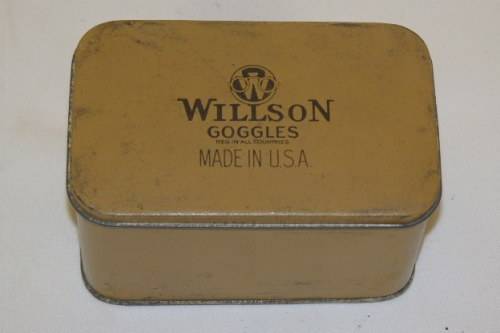 W
WILLSON
GOGGLES
REG IN ALL COUNTRIES
MADE IN U.S.A.